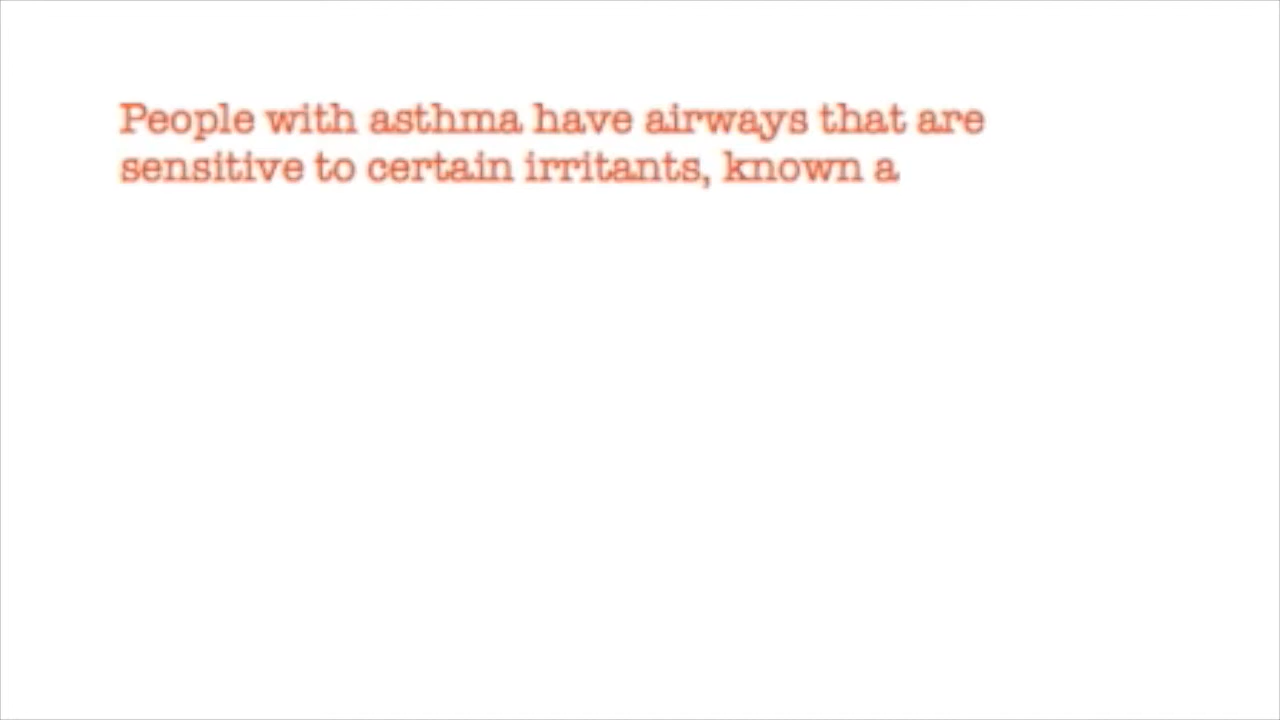 People with asthma have airways that are
sensitive to certain irritants, known a